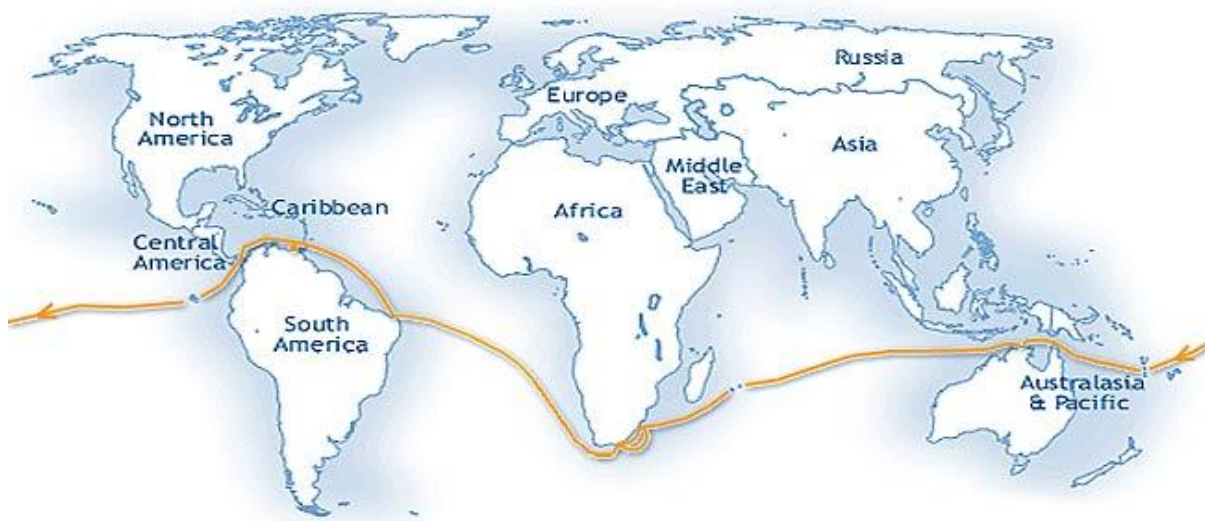 Russia
Europe
North
America
Asia
Middle
East
Caribbean
Africa
Central
America
South
America
Australasia
& Pacific